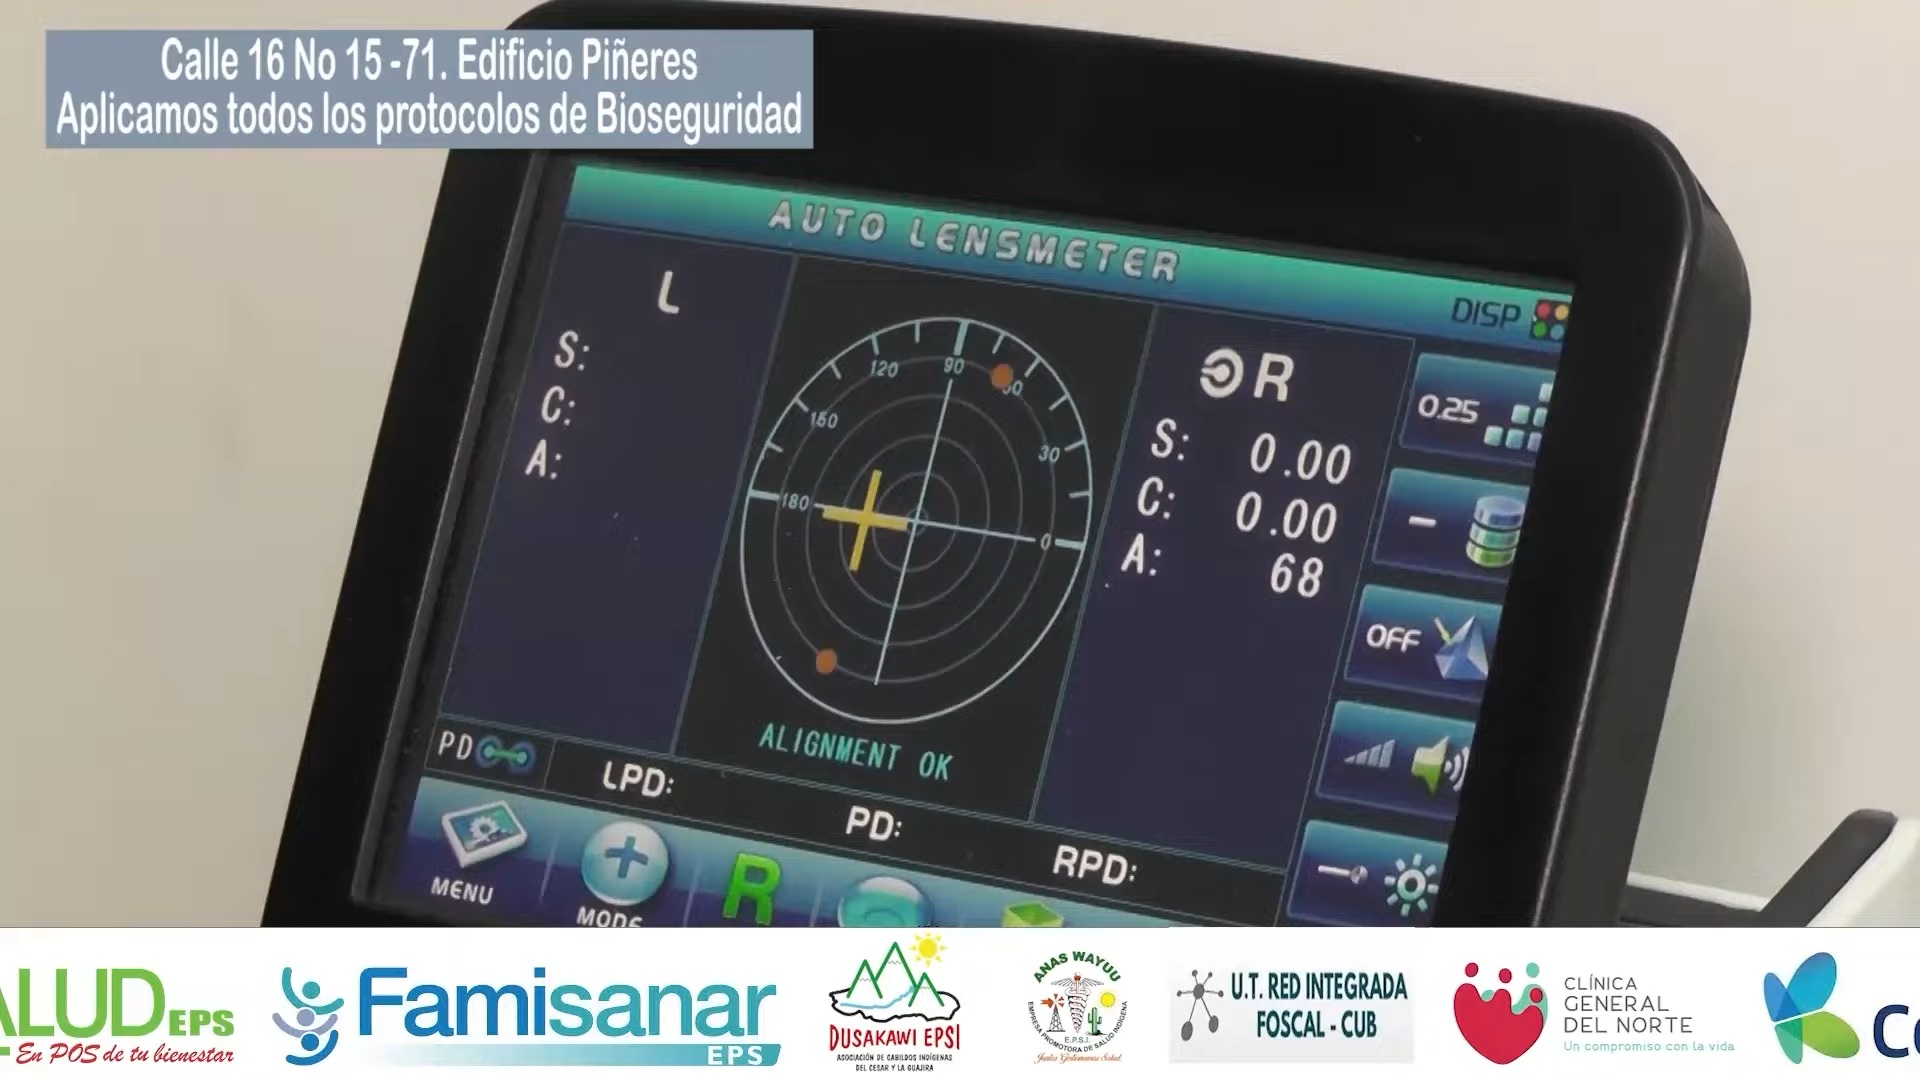 Calle 16 No 15 -71. Edificio Piñeres
Aplicamos todos los protocolos de Bioseguridad
AUTO LENSMETER
DISP
L
S:
C:
A:
120
90
150
30
180
0
R
S: 0.00
C: 0.00
A: 68
0.25
OFF
ALIGNMENT OK
PD
LPD:
PD:
RPD:
MENU
MODE
R
ALUD EPS
En POS de tu bienestar
Famisanar
EPS
DUSAKAWI EPSI
ASOCIACIÓN DE CABILDOS INDÍGENAS
DEL CESAR Y LA GUAJIRA
ANAS WAYUU
EMPRESA PROMOTORA DE SALUD INDIGENA
E.P.S.I.
U.T. RED INTEGRADA
FOSCAL - CUB
CLÍNICA
GENERAL
DEL NORTE
Un compromiso con la vida